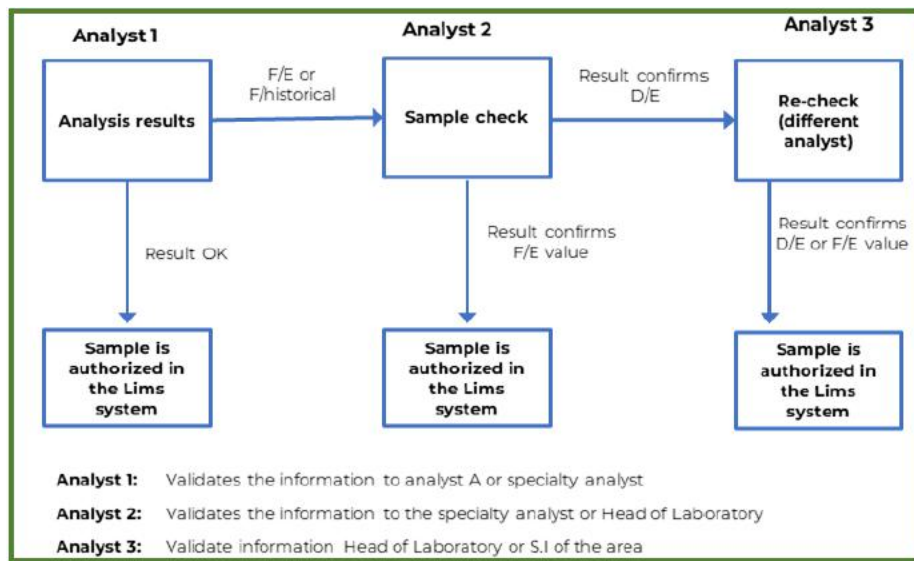 Analyst 1
Analyst 2
Analyst 3
Analysis results
F/E or
F/historical
Sample check
Result confirms
D/E
Re-check
(different
analyst)
Result OK
Result confirms
F/E value
Result confirms
D/E or F/E value
Sample is
authorized in
the Lims
system
Sample is
authorized in
the Lims
system
Sample is
authorized in
the Lims
system
Analyst 1: Validates the information to analyst A or specialty analyst
Analyst 2: Validates the information to the specialty analyst or Head of Laboratory
Analyst 3: Validate information Head of Laboratory or S.I of the area